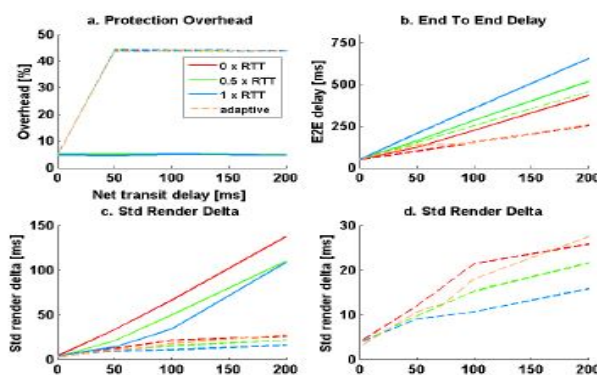 a. Protection Overhead
50
40
30
20
10
0
Overhead [%]
0 50 100 150 200
Net transit delay [ms]
0 x RTT
0.5 x RTT
1 x RTT
adaptive
b. End To End Delay
750
500
250
0
E2E delay [ms]
0 50 100 150 200
c. Std Render Delta
150
100
50
0
Std render delta [ms]
0 50 100 150 200
d. Std Render Delta
30
20
10
0
Std render delta [ms]
0 50 100 150 200